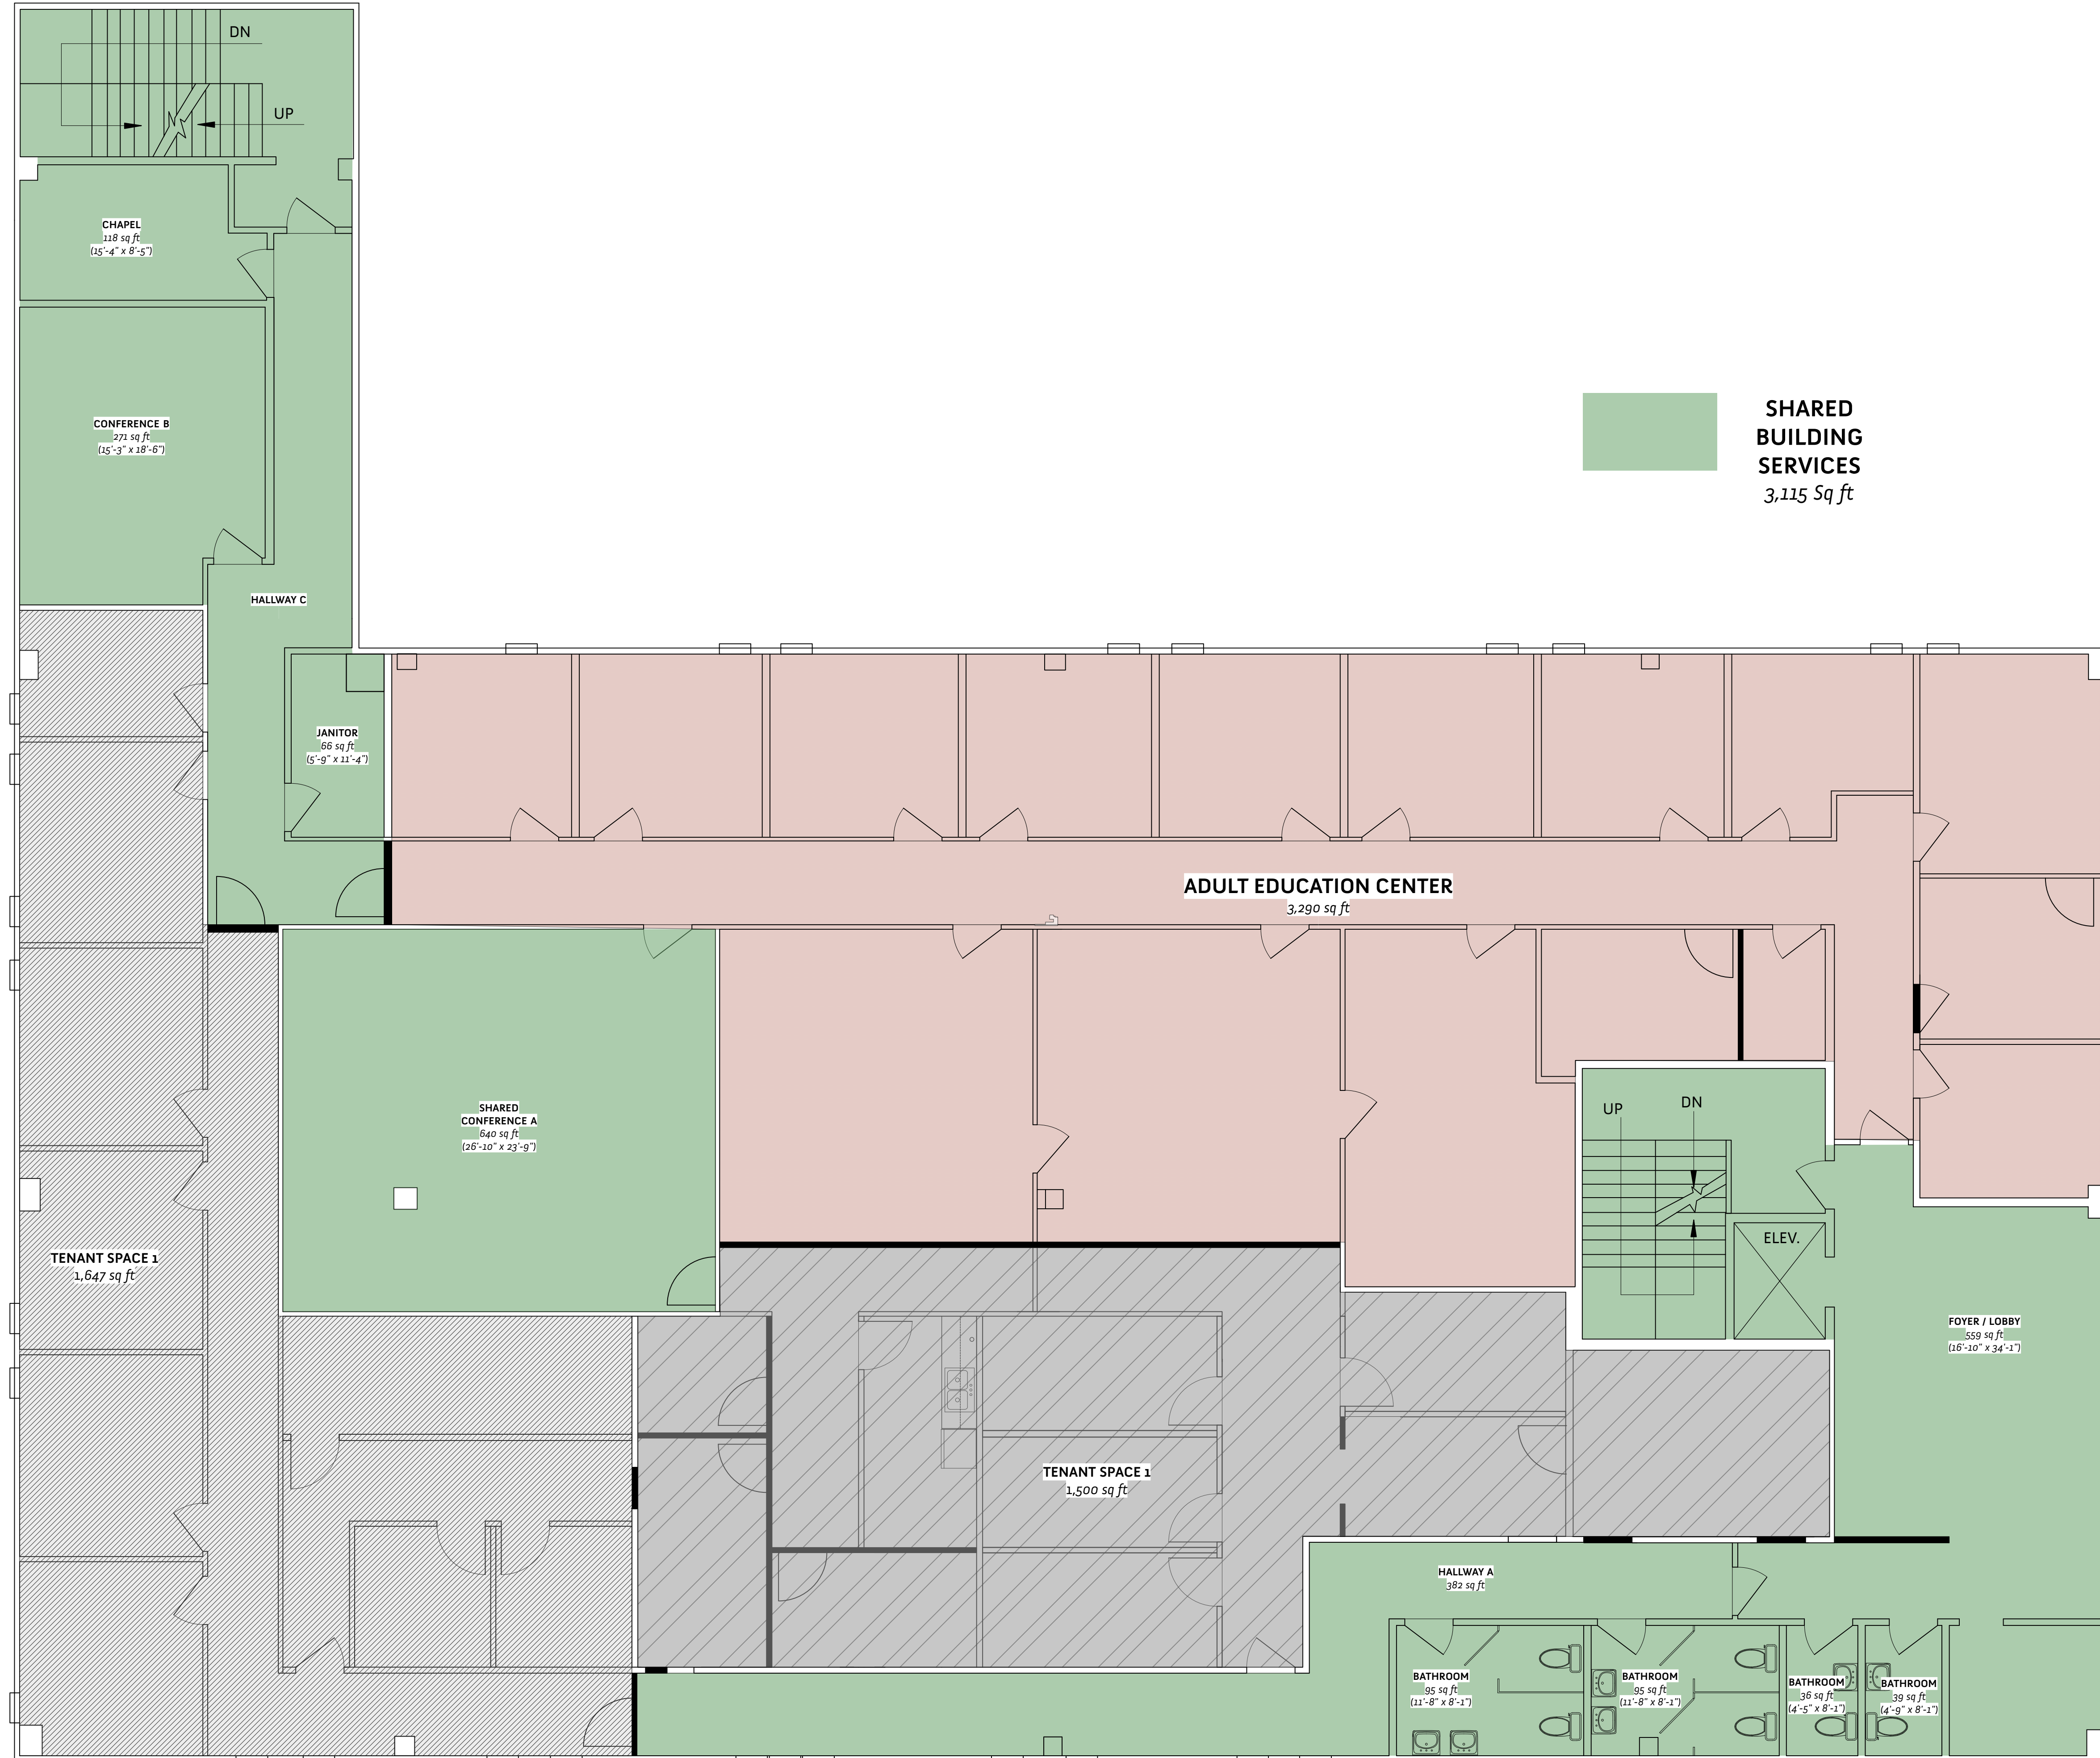 DN
UP
CHAPEL
118 sq ft
(15'-4" x 8'-5")
CONFERENCE B
271 sq ft
(15'-3" x 18'-6")
SHARED
BUILDING
SERVICES
3,115 Sq ft
HALLWAY C
JANITOR
66 sq ft
(5'-9" x 11'-4")
ADULT EDUCATION CENTER
3,290 sq ft
SHARED
CONFERENCE A
640 sq ft
(26'-10" x 23'-9")
UP
DN
ELEV.
TENANT SPACE 1
1,647 sq ft
FOYER / LOBBY
559 sq ft
(16'-10" x 34'-1")
TENANT SPACE 1
1,500 sq ft
HALLWAY A
382 sq ft
BATHROOM
95 sq ft
(11'-8" x 8'-1")
BATHROOM
95 sq ft
(11'-8" x 8'-1")
BATHROOM
36 sq ft
(4'-5" x 8'-1")
BATHROOM
39 sq ft
(4'-9" x 8'-1")